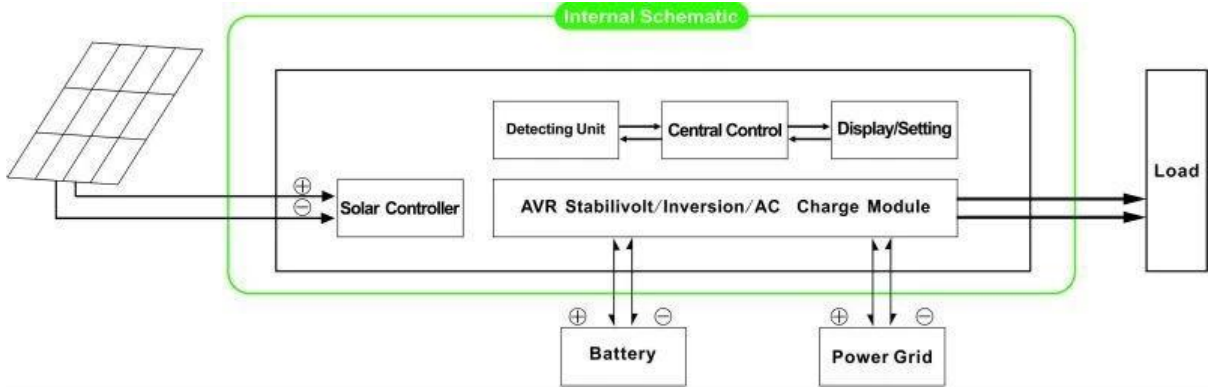 Internal Schematic
Detecting Unit
Central Control
Display/Setting
Load
⊕
⊖
Solar Controller
AVR Stabilivolt/Inversion/AC Charge Module
⊕ ⊖
⊕ ⊖
Battery
Power Grid